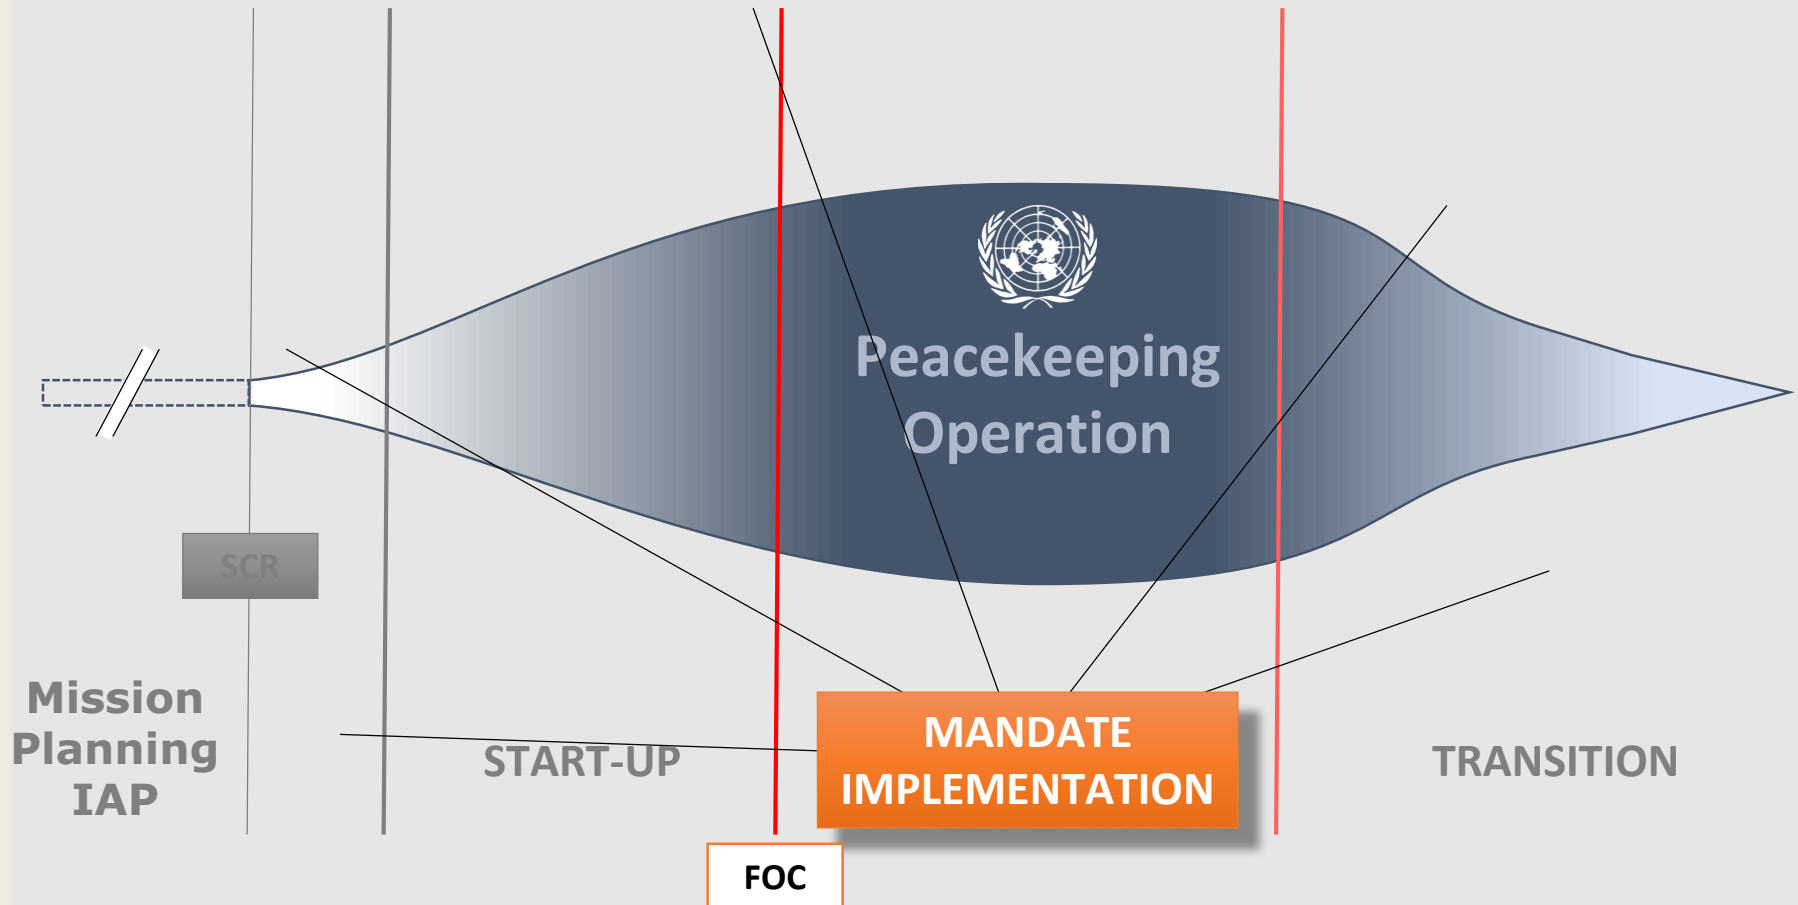 Peacekeeping
Operation
SCR
Mission
Planning
IAP
START-UP
MANDATE
IMPLEMENTATION
TRANSITION
FOC